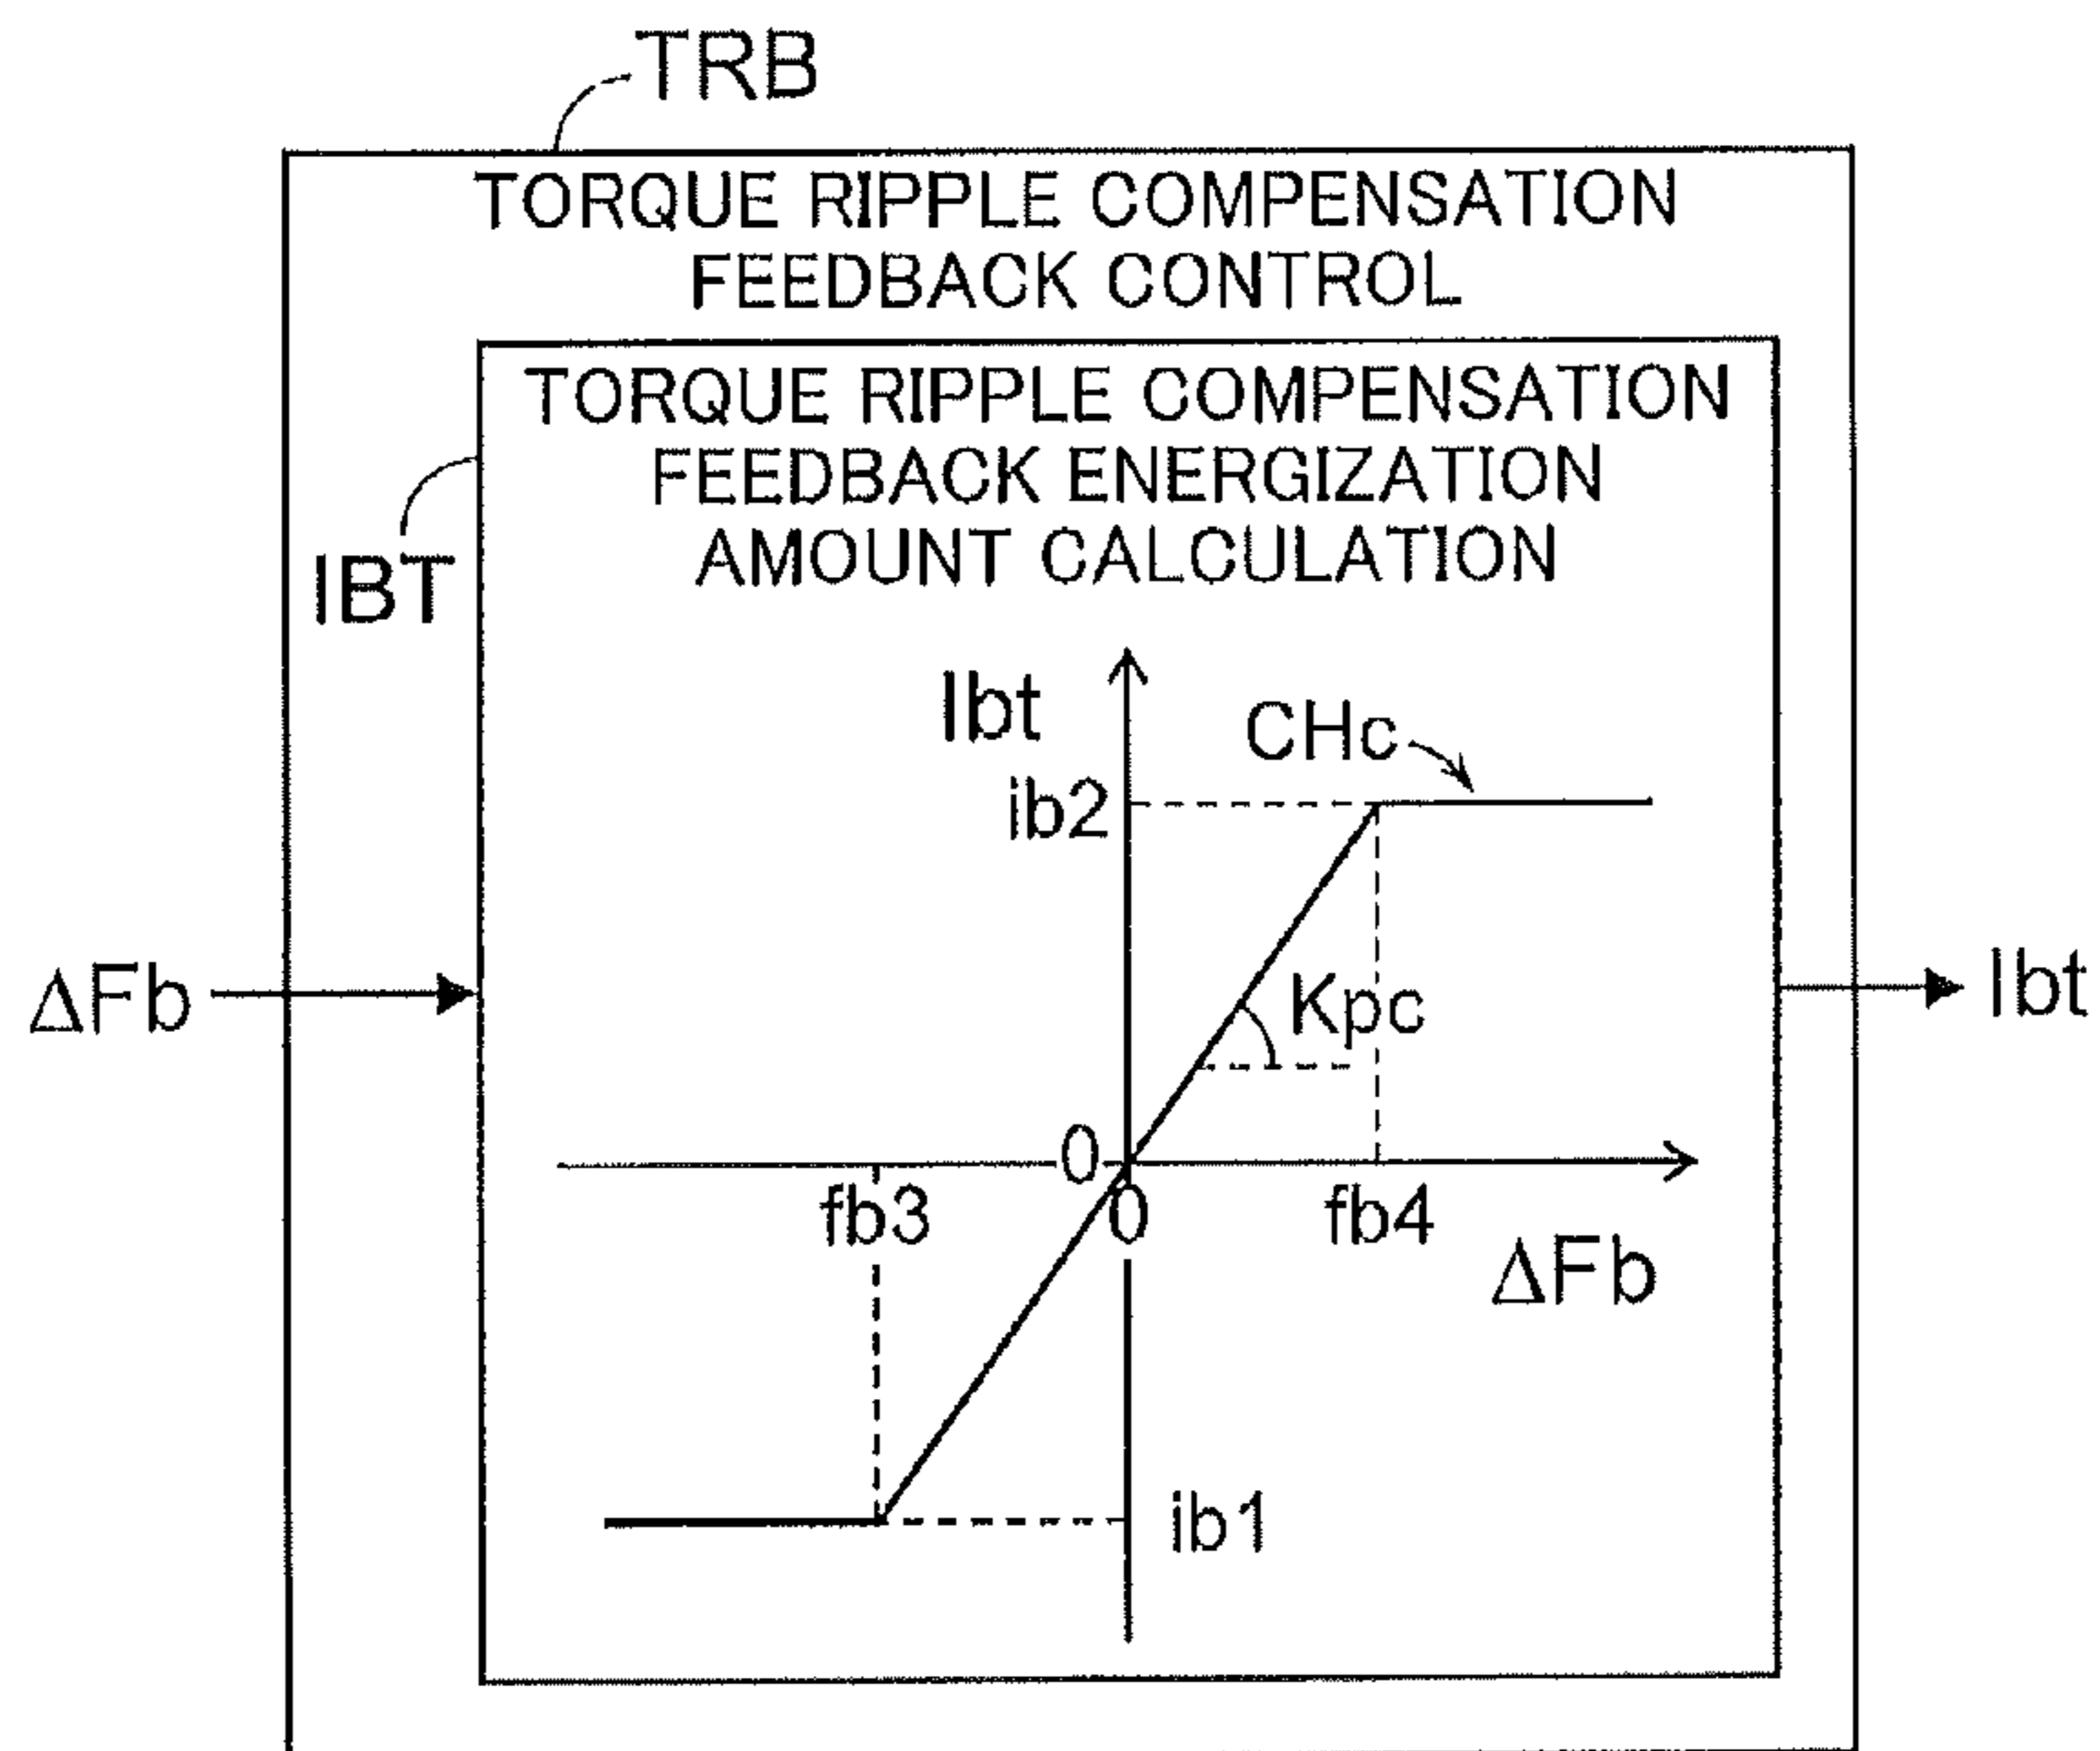 TRB
TORQUE RIPPLE COMPENSATION
FEEDBACK CONTROL
TORQUE RIPPLE COMPENSATION
FEEDBACK ENERGIZATION
AMOUNT CALCULATION
IBT
Ibt
CHc
ib2
ΔFb
Kpc
Ibt
0
fb3
0
fb4
ΔFb
ib1